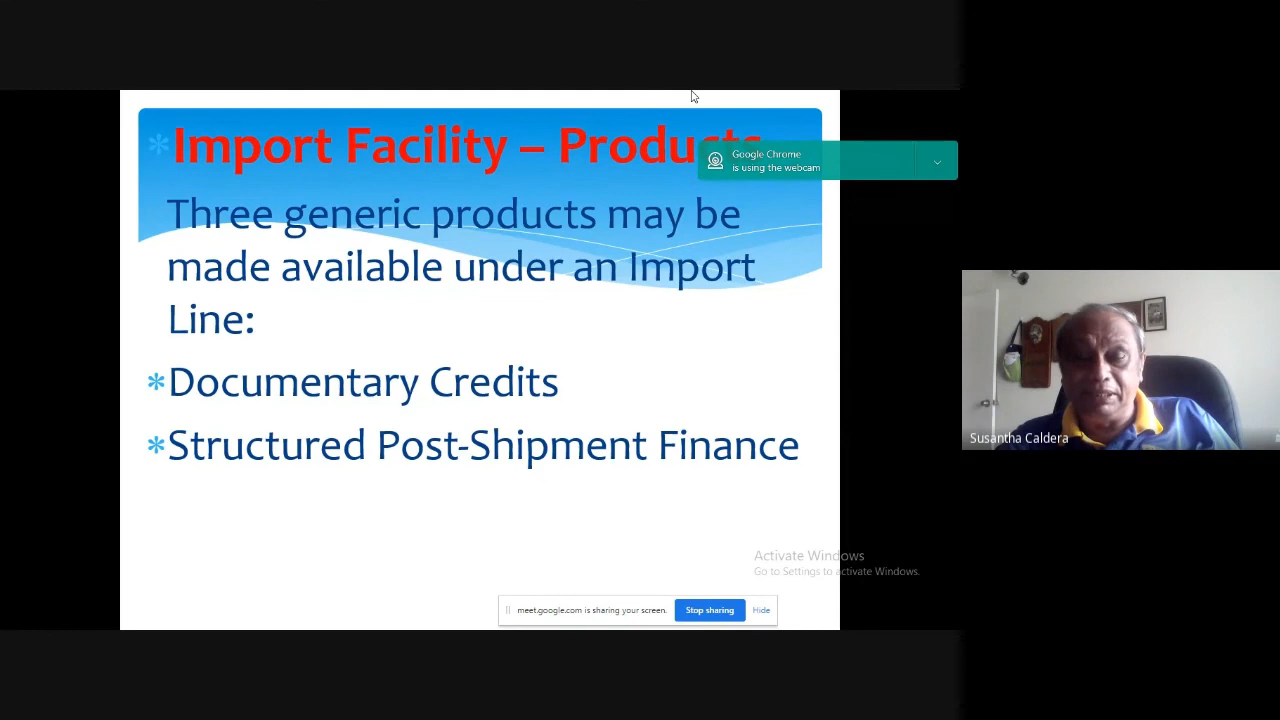 *Import Facility – Products
Google Chrome
is using the webcam
Three generic products may be
made available under an Import
Line:
*Documentary Credits
*Structured Post-Shipment Finance
Susantha Caldera
Activate Windows
Go to Settings to activate Windows.
meet.google.com is sharing your screen.
Stop sharing
Hide